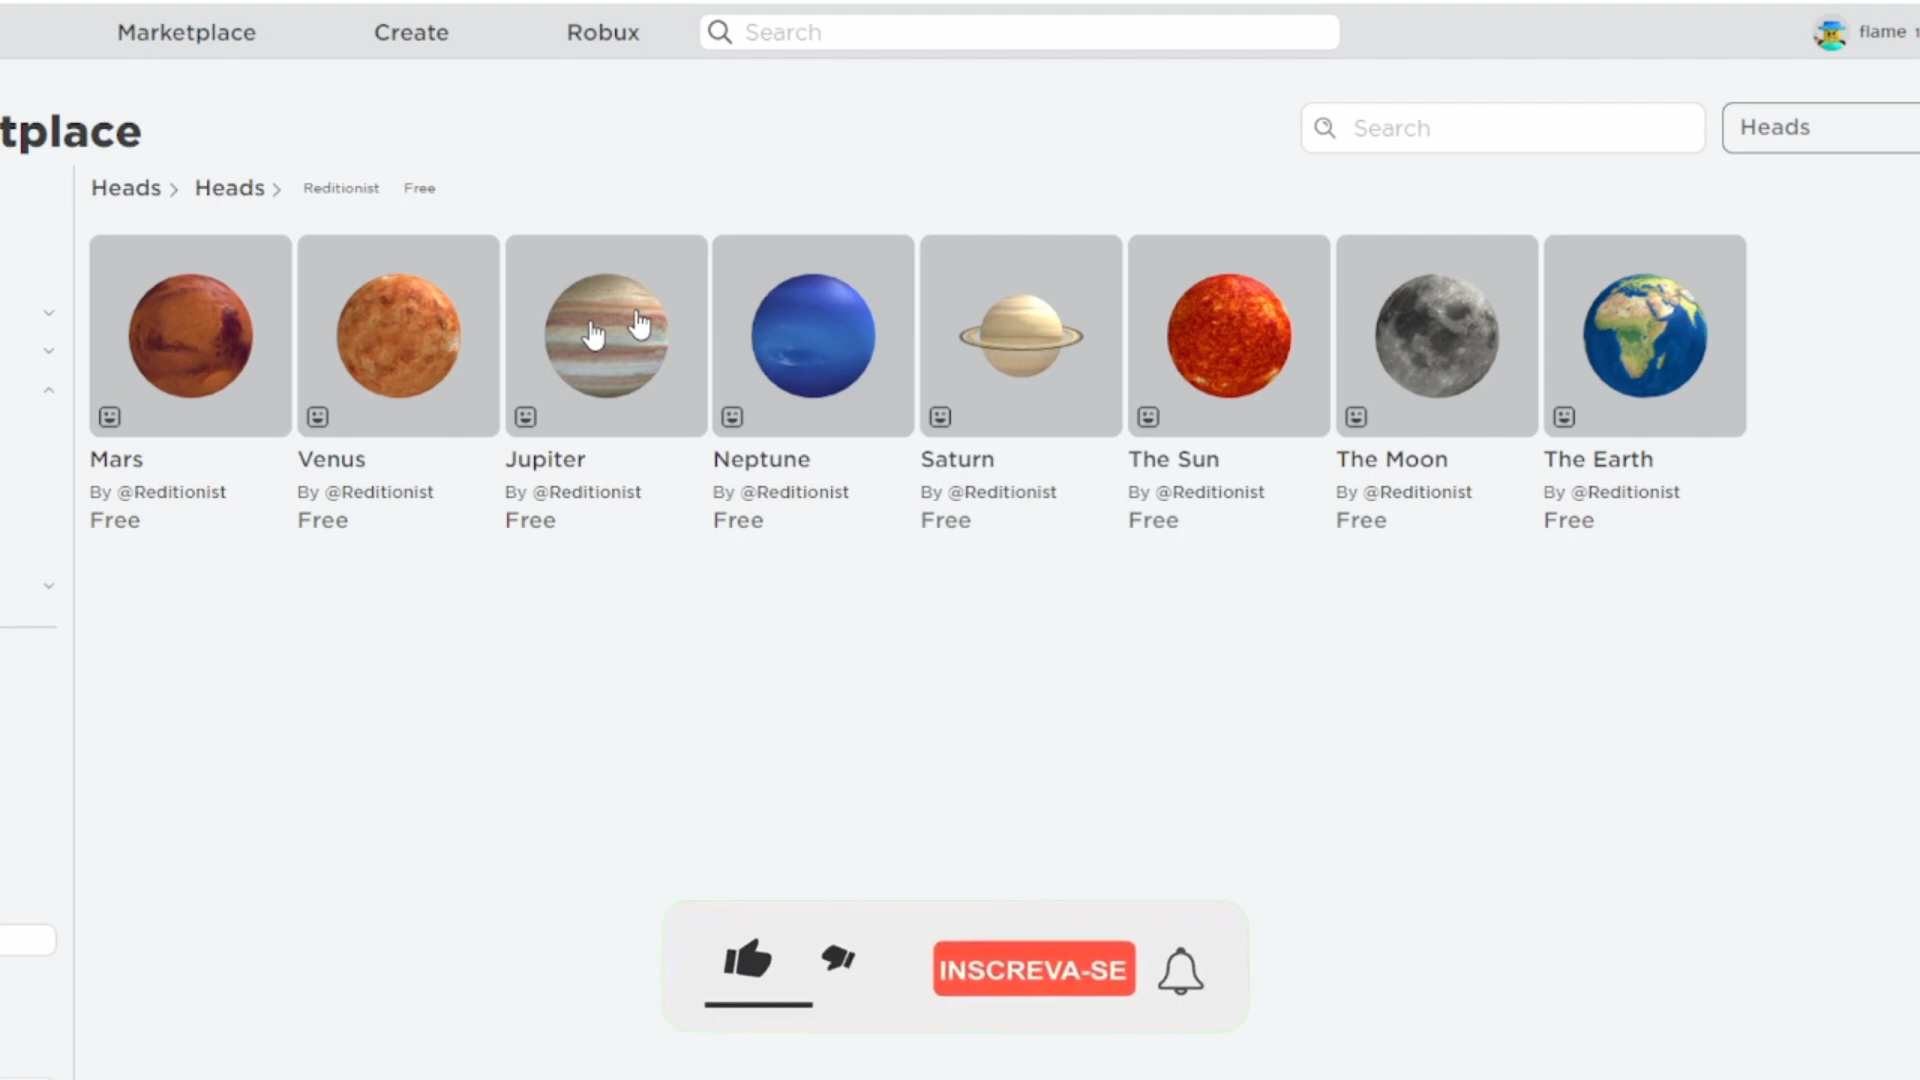 Marketplace Create Robux Search flame
tplace Search Heads
Heads > Heads > Reditionist Free
Mars Venus Jupiter Neptune Saturn The Sun The Moon The Earth
By @Reditionist By @Reditionist By @Reditionist By @Reditionist By @Reditionist By @Reditionist By @Reditionist By @Reditionist
Free Free Free Free Free Free Free Free
INSCREVA-SE